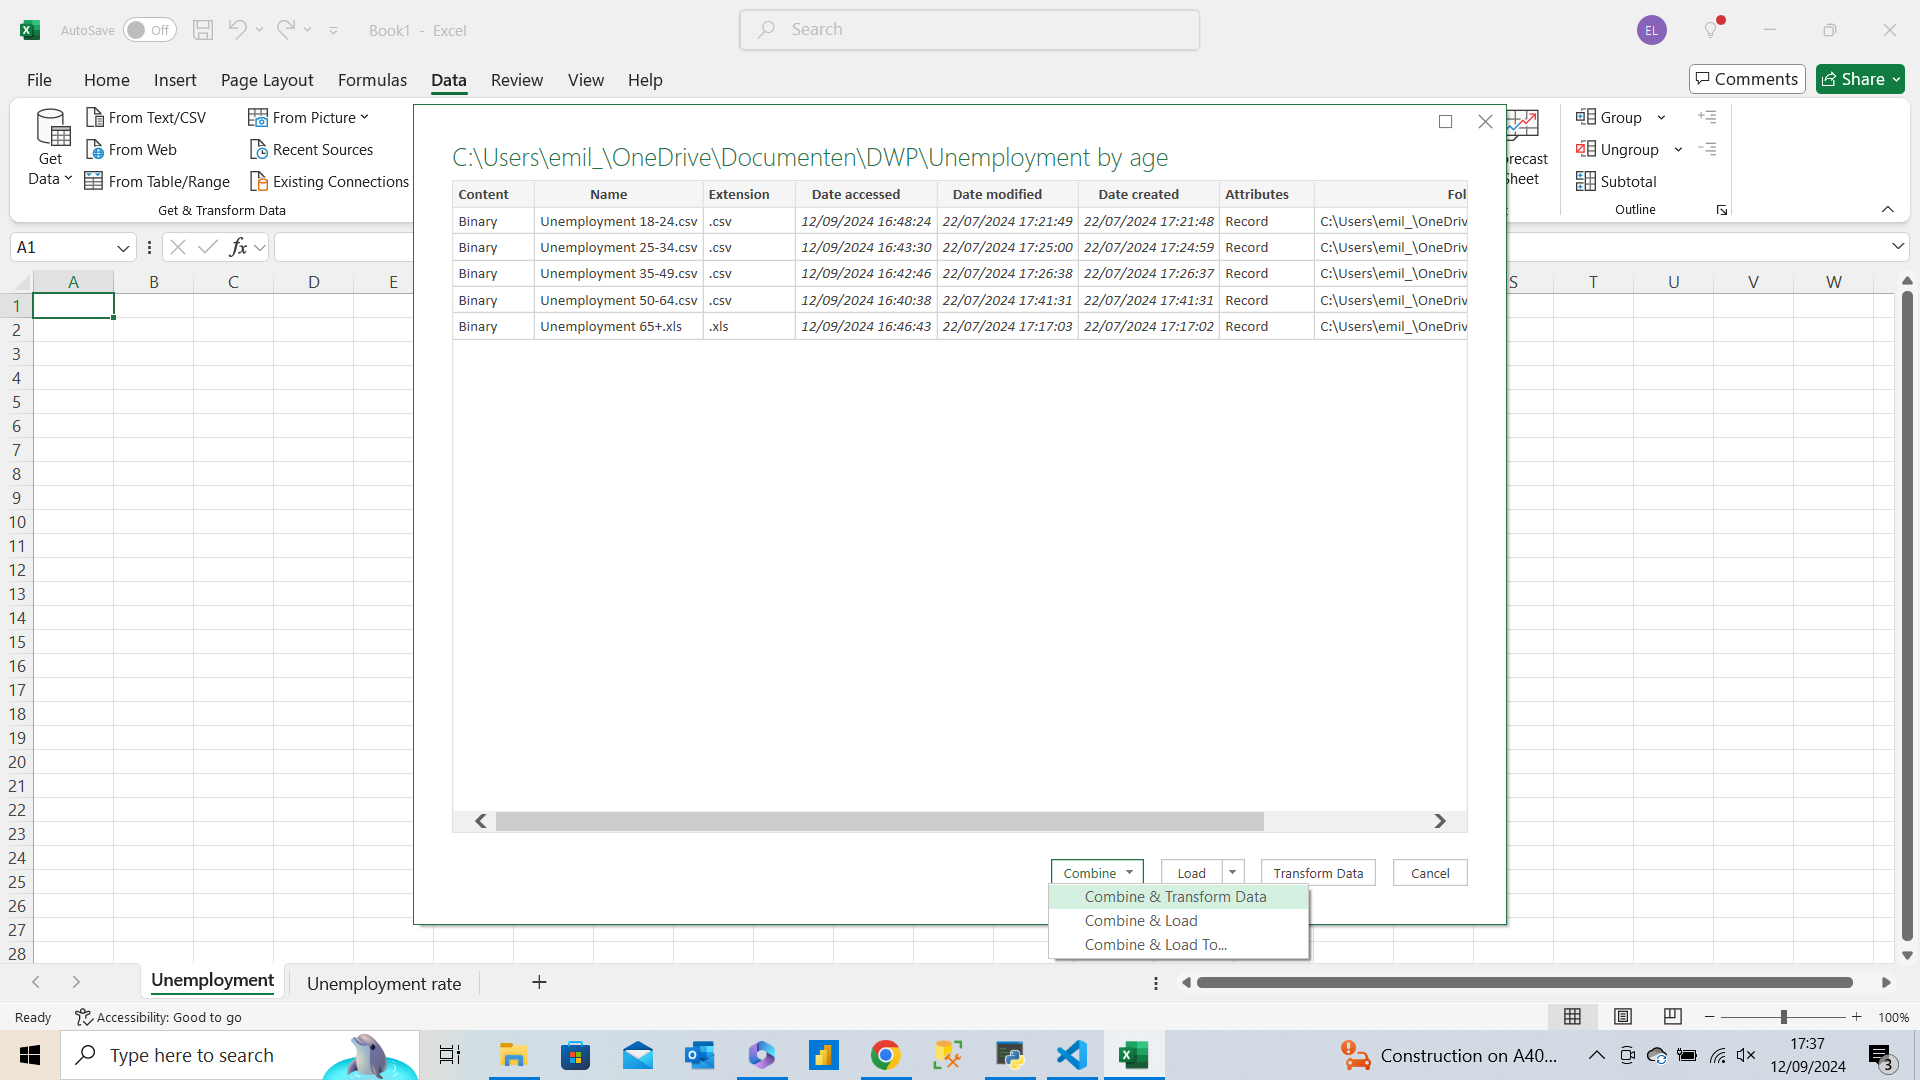 AutoSave Off Book1 - Excel Search EL
File Home Insert Page Layout Formulas Data Review View Help Comments Share
Get Data
From Text/CSV
From Web
From Table/Range
From Picture
Recent Sources
Existing Connections
Get & Transform Data
Sheet
Group
Ungroup
Subtotal
Outline
A1 fx
A B C D E S T U V W
1
2
3
4
5
6
7
8
9
10
11
12
13
14
15
16
17
18
19
20
21
22
23
24
25
26
27
28
C:\Users\emil_\OneDrive\Documenten\DWP\Unemployment by age
Content Name Extension Date accessed Date modified Date created Attributes Fol
Binary Unemployment 18-24.csv .csv 12/09/2024 16:48:24 22/07/2024 17:21:49 22/07/2024 17:21:48 Record C:\Users\emil_\OneDriv
Binary Unemployment 25-34.csv .csv 12/09/2024 16:43:30 22/07/2024 17:25:00 22/07/2024 17:24:59 Record C:\Users\emil_\OneDriv
Binary Unemployment 35-49.csv .csv 12/09/2024 16:42:46 22/07/2024 17:26:38 22/07/2024 17:26:37 Record C:\Users\emil_\OneDriv
Binary Unemployment 50-64.csv .csv 12/09/2024 16:40:38 22/07/2024 17:41:31 22/07/2024 17:41:31 Record C:\Users\emil_\OneDriv
Binary Unemployment 65+.xls .xls 12/09/2024 16:46:43 22/07/2024 17:17:03 22/07/2024 17:17:02 Record C:\Users\emil_\OneDriv
Combine Load Transform Data Cancel
Combine & Transform Data
Combine & Load
Combine & Load To...
Unemployment Unemployment rate
Ready Accessibility: Good to go 100%
Type here to search Construction on A40... 17:37
12/09/2024 3